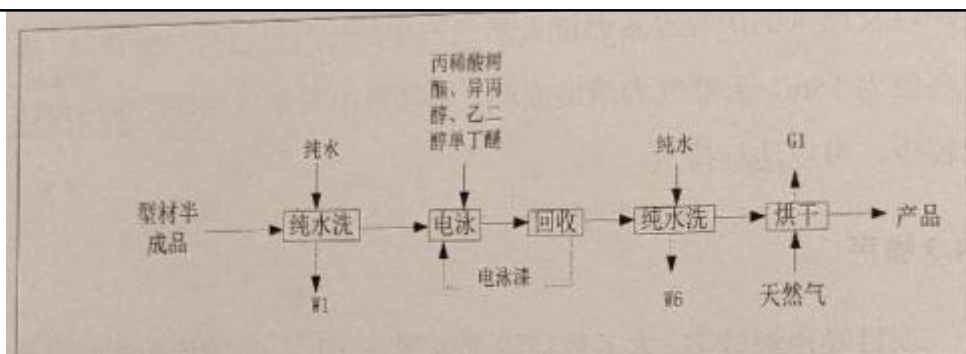 丙稀酸树
酯、异丙
醇、乙二
醇单丁醚
纯水
纯水
G1
型材半
成品
纯水洗
电泳
回收
纯水洗
烘干
产品
电泳漆
W1
W6
天然气